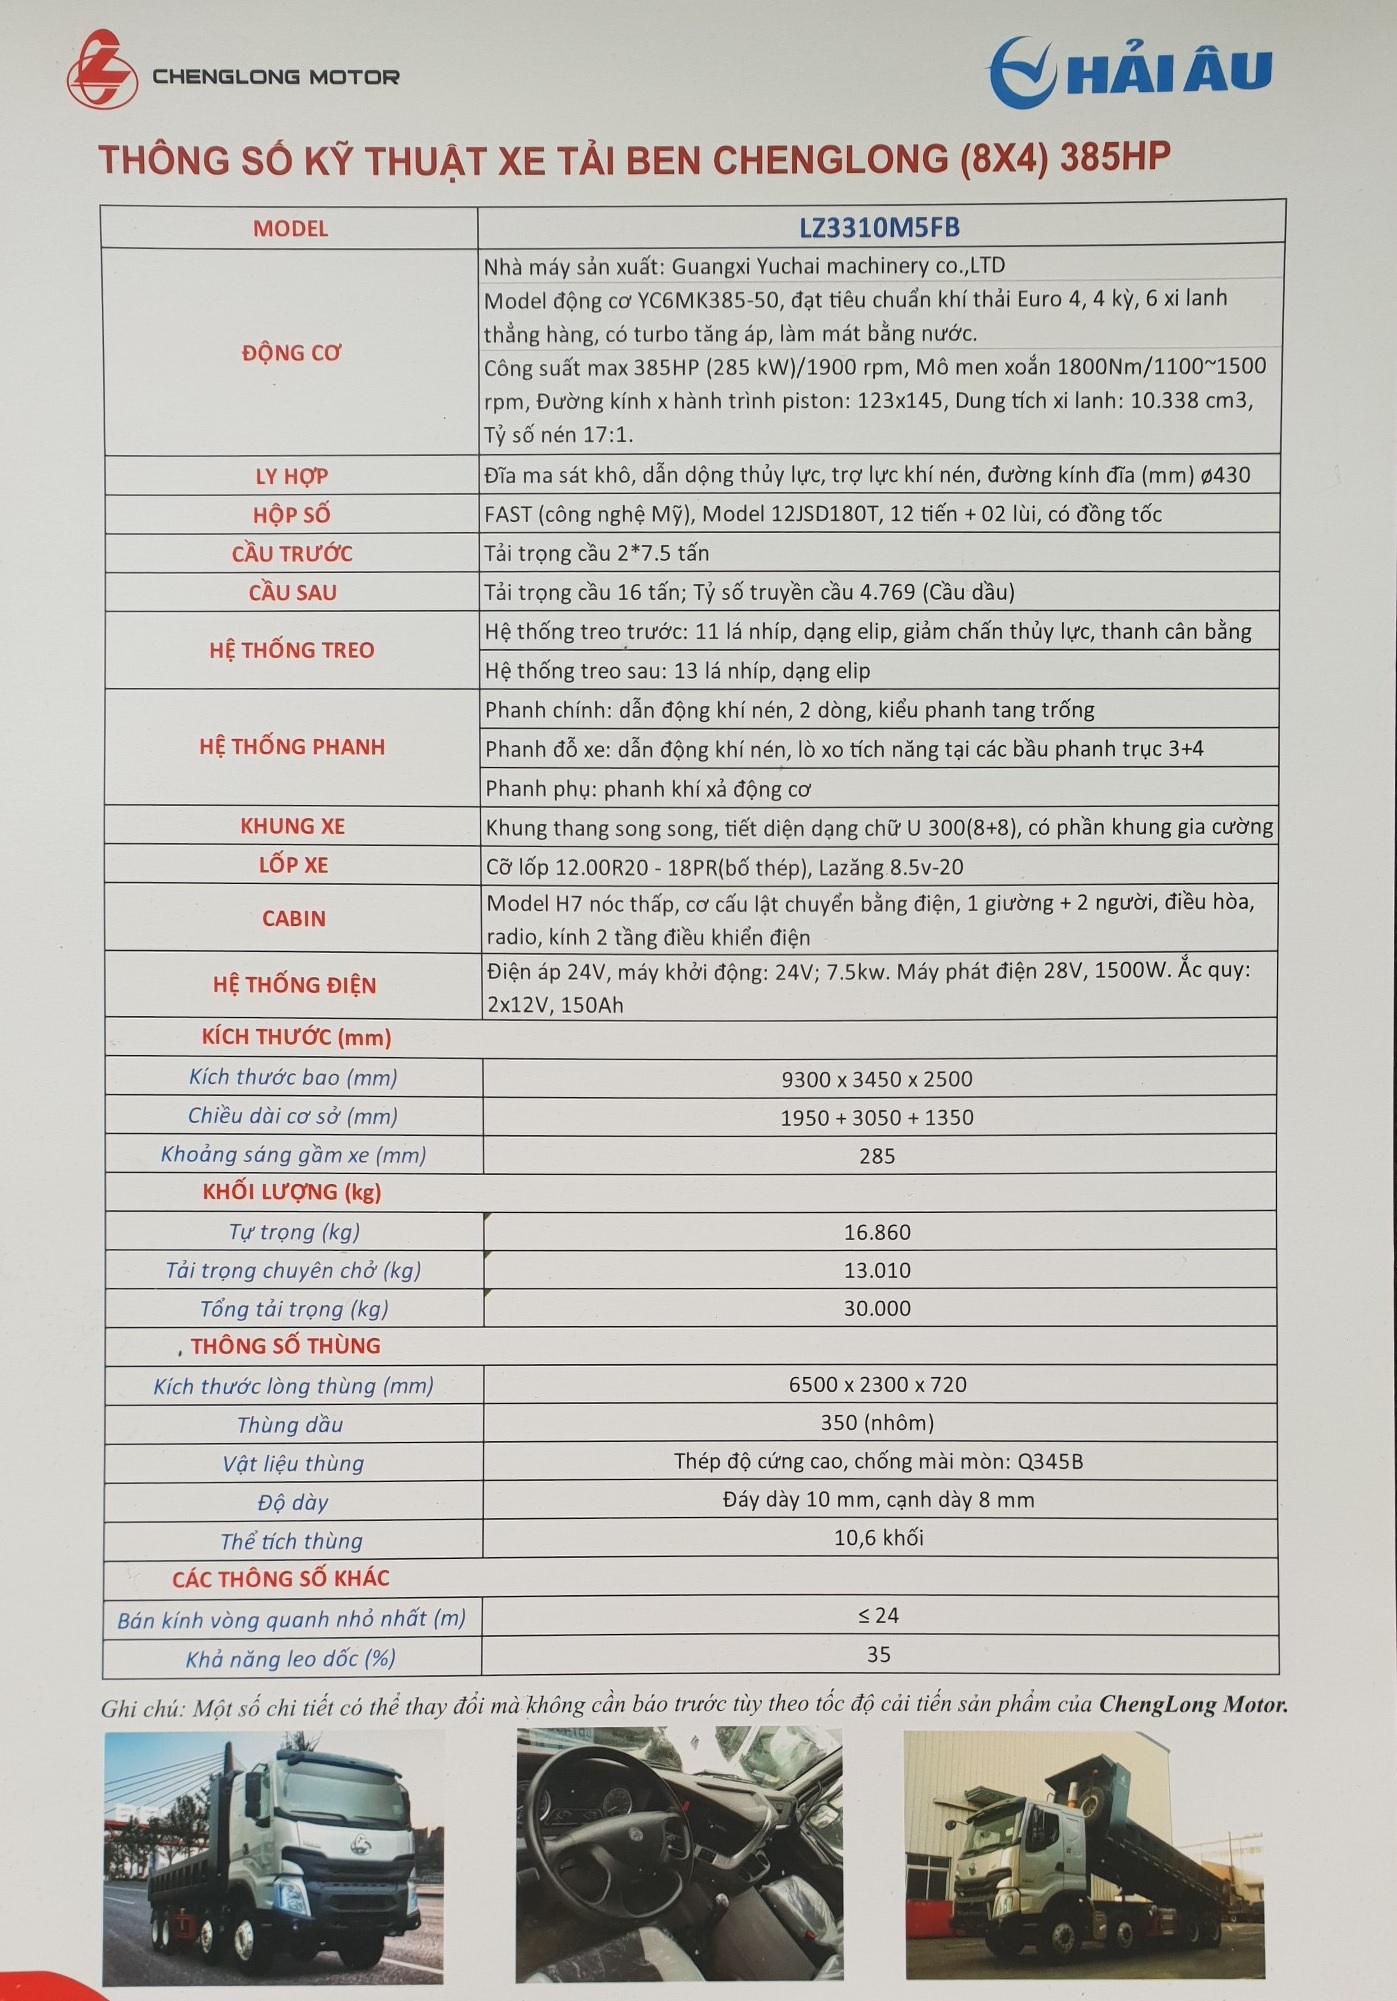 CHENGLONG MOTOR
HẢI ÂU
THÔNG SỐ KỸ THUẬT XE TẢI BEN CHENGLONG (8X4) 385HP
MODEL
LZ3310M5FB
ĐỘNG CƠ
Nhà máy sản xuất: Guangxi Yuchai machinery co.,LTD
Model động cơ YC6MK385-50, đạt tiêu chuẩn khí thải Euro 4, 4 kỳ, 6 xi lanh
thẳng hàng, có turbo tăng áp, làm mát bằng nước.
Công suất max 385HP (285 kW)/1900 rpm, Mô men xoắn 1800Nm/1100~1500
rpm, Đường kính x hành trình piston: 123x145, Dung tích xi lanh: 10.338 cm3,
Tỷ số nén 17:1.
LY HỢP
Đĩa ma sát khô, dẫn dộng thủy lực, trợ lực khí nén, đường kính đĩa (mm) ø430
HỘP SỐ
FAST (công nghệ Mỹ), Model 12JSD180T, 12 tiến + 02 lùi, có đồng tốc
CẦU TRƯỚC
Tải trọng cầu 2*7.5 tấn
CẦU SAU
Tải trọng cầu 16 tấn; Tỷ số truyền cầu 4.769 (Cầu dầu)
HỆ THỐNG TREO
Hệ thống treo trước: 11 lá nhíp, dạng elip, giảm chấn thủy lực, thanh cân bằng
Hệ thống treo sau: 13 lá nhíp, dạng elip
HỆ THỐNG PHANH
Phanh chính: dẫn động khí nén, 2 dòng, kiểu phanh tang trống
Phanh đỗ xe: dẫn động khí nén, lò xo tích năng tại các bầu phanh trục 3+4
Phanh phụ: phanh khí xả động cơ
KHUNG XE
Khung thang song song, tiết diện dạng chữ U 300(8+8), có phần khung gia cường
LỐP XE
Cỡ lốp 12.00R20 - 18PR(bố thép), Lazăng 8.5v-20
CABIN
Model H7 nóc thấp, cơ cấu lật chuyển bằng điện, 1 giường + 2 người, điều hòa,
radio, kính 2 tầng điều khiển điện
HỆ THỐNG ĐIỆN
Điện áp 24V, máy khởi động: 24V; 7.5kw. Máy phát điện 28V, 1500W. Ắc quy:
2x12V, 150Ah
KÍCH THƯỚC (mm)
Kích thước bao (mm)
9300 x 3450 x 2500
Chiều dài cơ sở (mm)
1950 + 3050 + 1350
Khoảng sáng gầm xe (mm)
285
KHỐI LƯỢNG (kg)
Tự trọng (kg)
16.860
Tải trọng chuyên chở (kg)
13.010
Tổng tải trọng (kg)
30.000
THÔNG SỐ THÙNG
Kích thước lòng thùng (mm)
6500 x 2300 x 720
Thùng dầu
350 (nhôm)
Vật liệu thùng
Thép độ cứng cao, chống mài mòn: Q345B
Độ dày
Đáy dày 10 mm, cạnh dày 8 mm
Thể tích thùng
10,6 khối
CÁC THÔNG SỐ KHÁC
Bán kính vòng quanh nhỏ nhất (m)
≤ 24
Khả năng leo dốc (%)
35
Ghi chú: Một số chi tiết có thể thay đổi mà không cần báo trước tùy theo tốc độ cải tiến sản phẩm của ChengLong Motor.